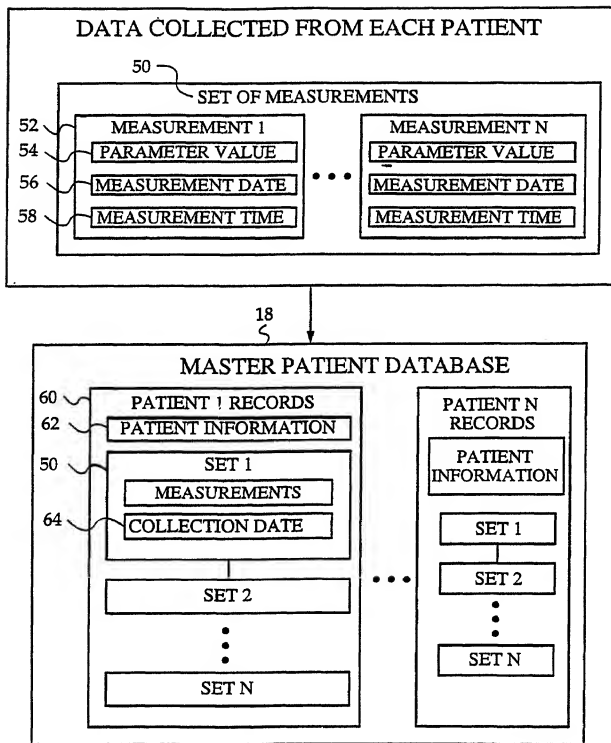 DATA COLLECTED FROM EACH PATIENT
50
SET OF MEASUREMENTS
52
MEASUREMENT 1
54
PARAMETER VALUE
56
MEASUREMENT DATE
58
MEASUREMENT TIME
MEASUREMENT N
PARAMETER VALUE
MEASUREMENT DATE
MEASUREMENT TIME
18
MASTER PATIENT DATABASE
60
PATIENT 1 RECORDS
62
PATIENT INFORMATION
50
SET 1
MEASUREMENTS
64
COLLECTION DATE
SET 2
SET N
PATIENT N
RECORDS
PATIENT
INFORMATION
SET 1
SET 2
SET N